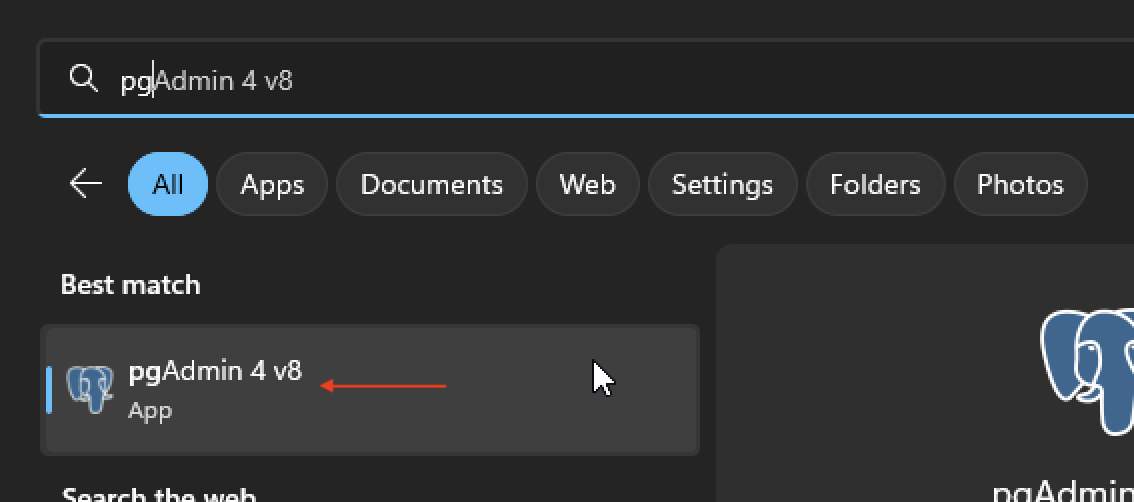 pgAdmin 4 v8
All Apps Documents Web Settings Folders Photos
Best match
pgAdmin 4 v8
App
Search the web
pgAdmin